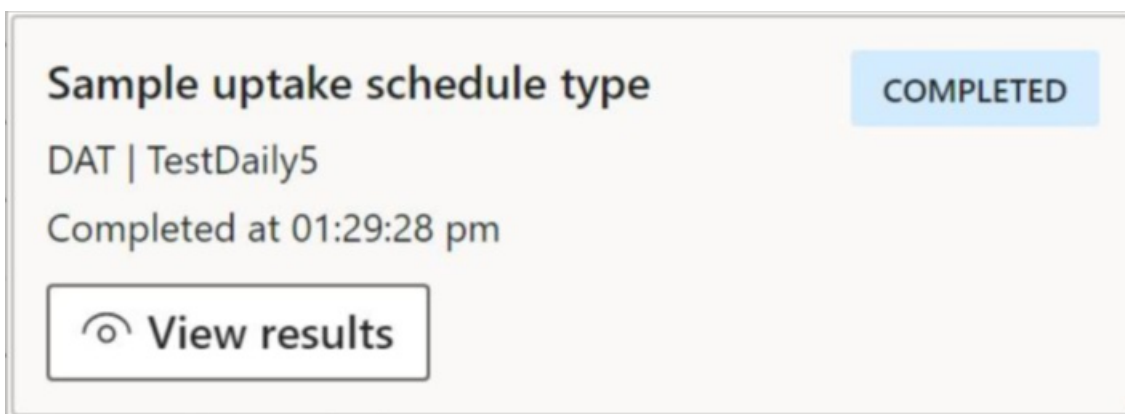 Sample uptake schedule type
COMPLETED
DAT | TestDaily5
Completed at 01:29:28 pm
View results